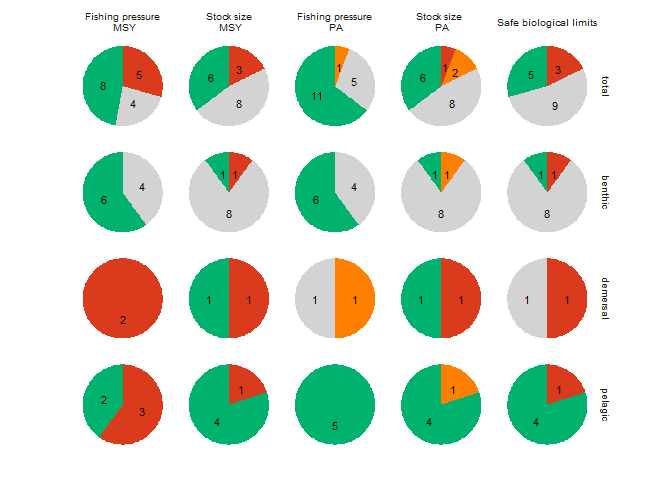 Fishing pressure
MSY
Stock size
MSY
Fishing pressure
PA
Stock size
PA
Safe biological limits
8 5 4
6 3 8
1 5 11
6 1 2 8
5 3 9
total
6 4
1 1 8
6 4
1 1 8
1 1 8
benthic
2
1 1
1 1
1 1
1 1
demersal
2 3
1 4
5
1 4
1 4
pelagic